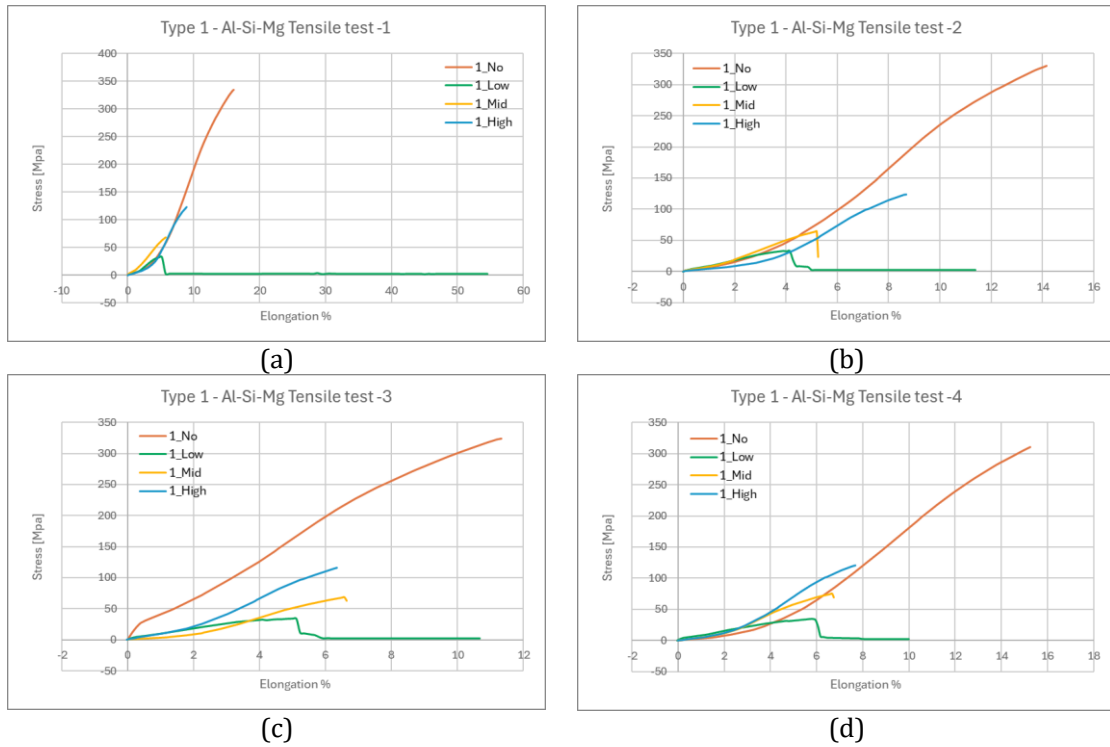 Type 1 - Al-Si-Mg Tensile test -1
400
350
300
250
200
150
100
50
0
-50
-10
0
10
20
30
40
50
60
Stress [Mpa]
Elongation %
1_No
1_Low
1_Mid
1_High
(a)
Type 1 - Al-Si-Mg Tensile test -2
350
300
250
200
150
100
50
0
-50
-2
0
2
4
6
8
10
12
14
16
Stress [Mpa]
Elongation %
1_No
1_Low
1_Mid
1_High
(b)
Type 1 - Al-Si-Mg Tensile test -3
350
300
250
200
150
100
50
0
-50
-2
0
2
4
6
8
10
12
Stress [Mpa]
Elongation %
1_No
1_Low
1_Mid
1_High
(c)
Type 1 - Al-Si-Mg Tensile test -4
350
300
250
200
150
100
50
0
-50
-2
0
2
4
6
8
10
12
14
16
18
Stress [Mpa]
Elongation %
1_No
1_Low
1_Mid
1_High
(d)